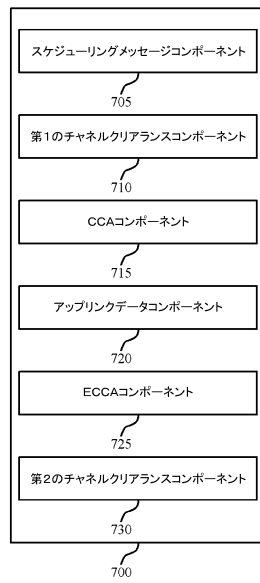 スケジューリングメッセージコンポーネント
705
第1のチャネルクリアランスコンポーネント
710
CCAコンポーネント
715
アップリンクデータコンポーネント
720
ECCAコンポーネント
725
第2のチャネルクリアランスコンポーネント
730
700